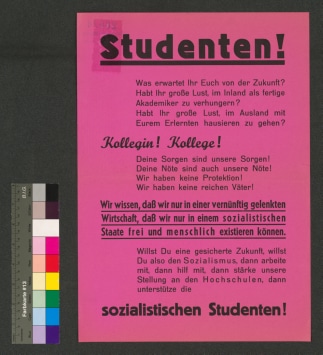 Studenten!
Was erwartet Ihr Euch von der Zukunft?
Habt Ihr große Lust, im Inland als fertige
Akademiker zu verhungern?
Habt Ihr große Lust, im Ausland mit
Eurem Erlernten hausieren zu gehen?
Kollegin! Kollege!
Deine Sorgen sind unsere Sorgen!
Deine Nöte sind auch unsere Nöte!
Wir haben keine Protektion!
Wir haben keine reichen Väter!
Wir wissen, daß wir nur in einer vernünftig gelenkten
Wirtschaft, daß wir nur in einem sozialistischen
Staate frei und menschlich existieren können.
Willst Du eine gesicherte Zukunft, willst
Du also den Sozialismus, dann arbeite
mit, dann hilf mit, dann stärke unsere
Stellung an den Hochschulen, dann
unterstütze die
sozialistischen Studenten!